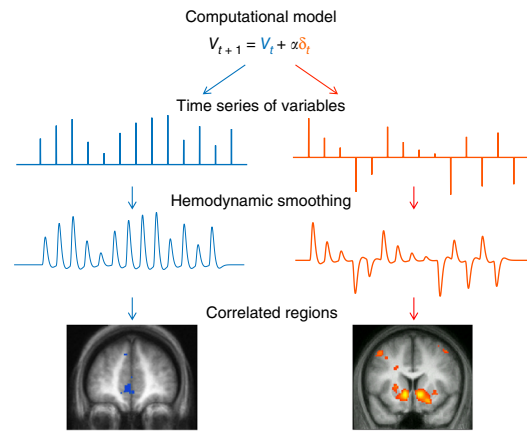 Computational model
V_{t+1} = V_t + αδ_t
Time series of variables
Hemodynamic smoothing
Correlated regions